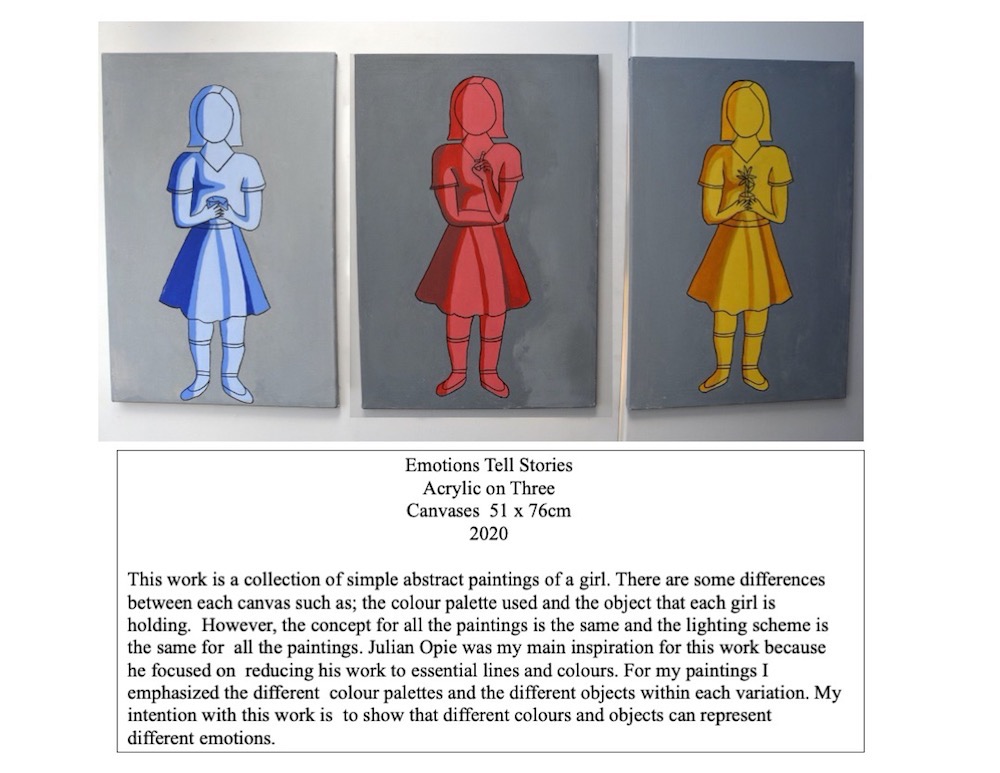 Emotions Tell Stories
Acrylic on Three
Canvases  51 x 76cm
2020
This work is a collection of simple abstract paintings of a girl. There are some differences
between each canvas such as; the colour palette used and the object that each girl is
holding.  However, the concept for all the paintings is the same and the lighting scheme is
the same for  all the paintings. Julian Opie was my main inspiration for this work because
he focused on  reducing his work to essential lines and colours. For my paintings I
emphasized the different  colour palettes and the different objects within each variation. My
intention with this work is  to show that different colours and objects can represent
different emotions.